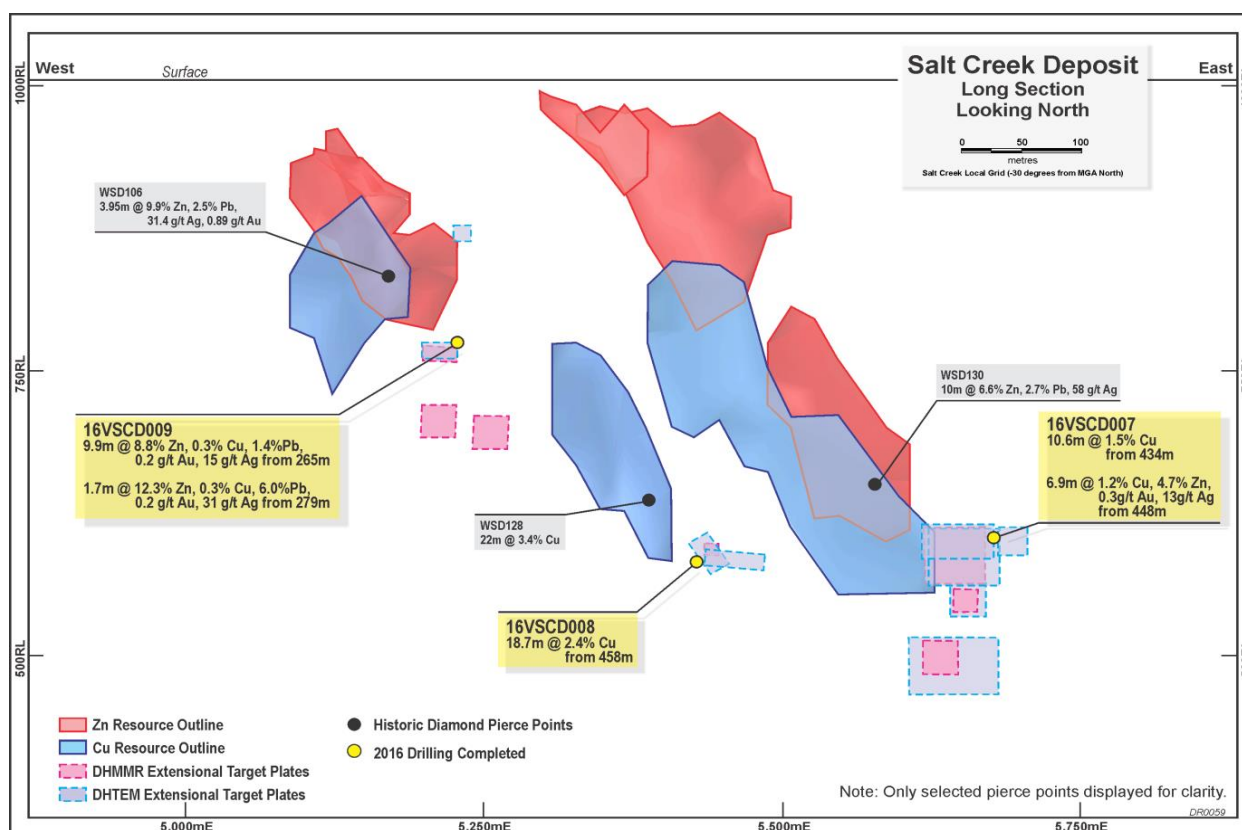 West
Surface
East
Salt Creek Deposit
Long Section
Looking North
0 50 100
metres
Salt Creek Local Grid (-30 degrees from MGA North)
1000RL
750RL
500RL
WSD106
3.95m @ 9.9% Zn, 2.5% Pb,
31.4 g/t Ag, 0.89 g/t Au
16VSCD009
9.9m @ 8.8% Zn, 0.3% Cu, 1.4%Pb,
0.2 g/t Au, 15 g/t Ag from 265m
1.7m @ 12.3% Zn, 0.3% Cu, 6.0%Pb,
0.2 g/t Au, 31 g/t Ag from 279m
WSD128
22m @ 3.4% Cu
16VSCD008
18.7m @ 2.4% Cu
from 458m
WSD130
10m @ 6.6% Zn, 2.7% Pb, 58 g/t Ag
16VSCD007
10.6m @ 1.5% Cu
from 434m
6.9m @ 1.2% Cu, 4.7% Zn,
0.3g/t Au, 13g/t Ag
from 448m
Zn Resource Outline
Cu Resource Outline
DHMMR Extensional Target Plates
DHTEM Extensional Target Plates
Historic Diamond Pierce Points
2016 Drilling Completed
Note: Only selected pierce points displayed for clarity.
DR0059
5,000mE
5,250mE
5,500mE
5,750mE